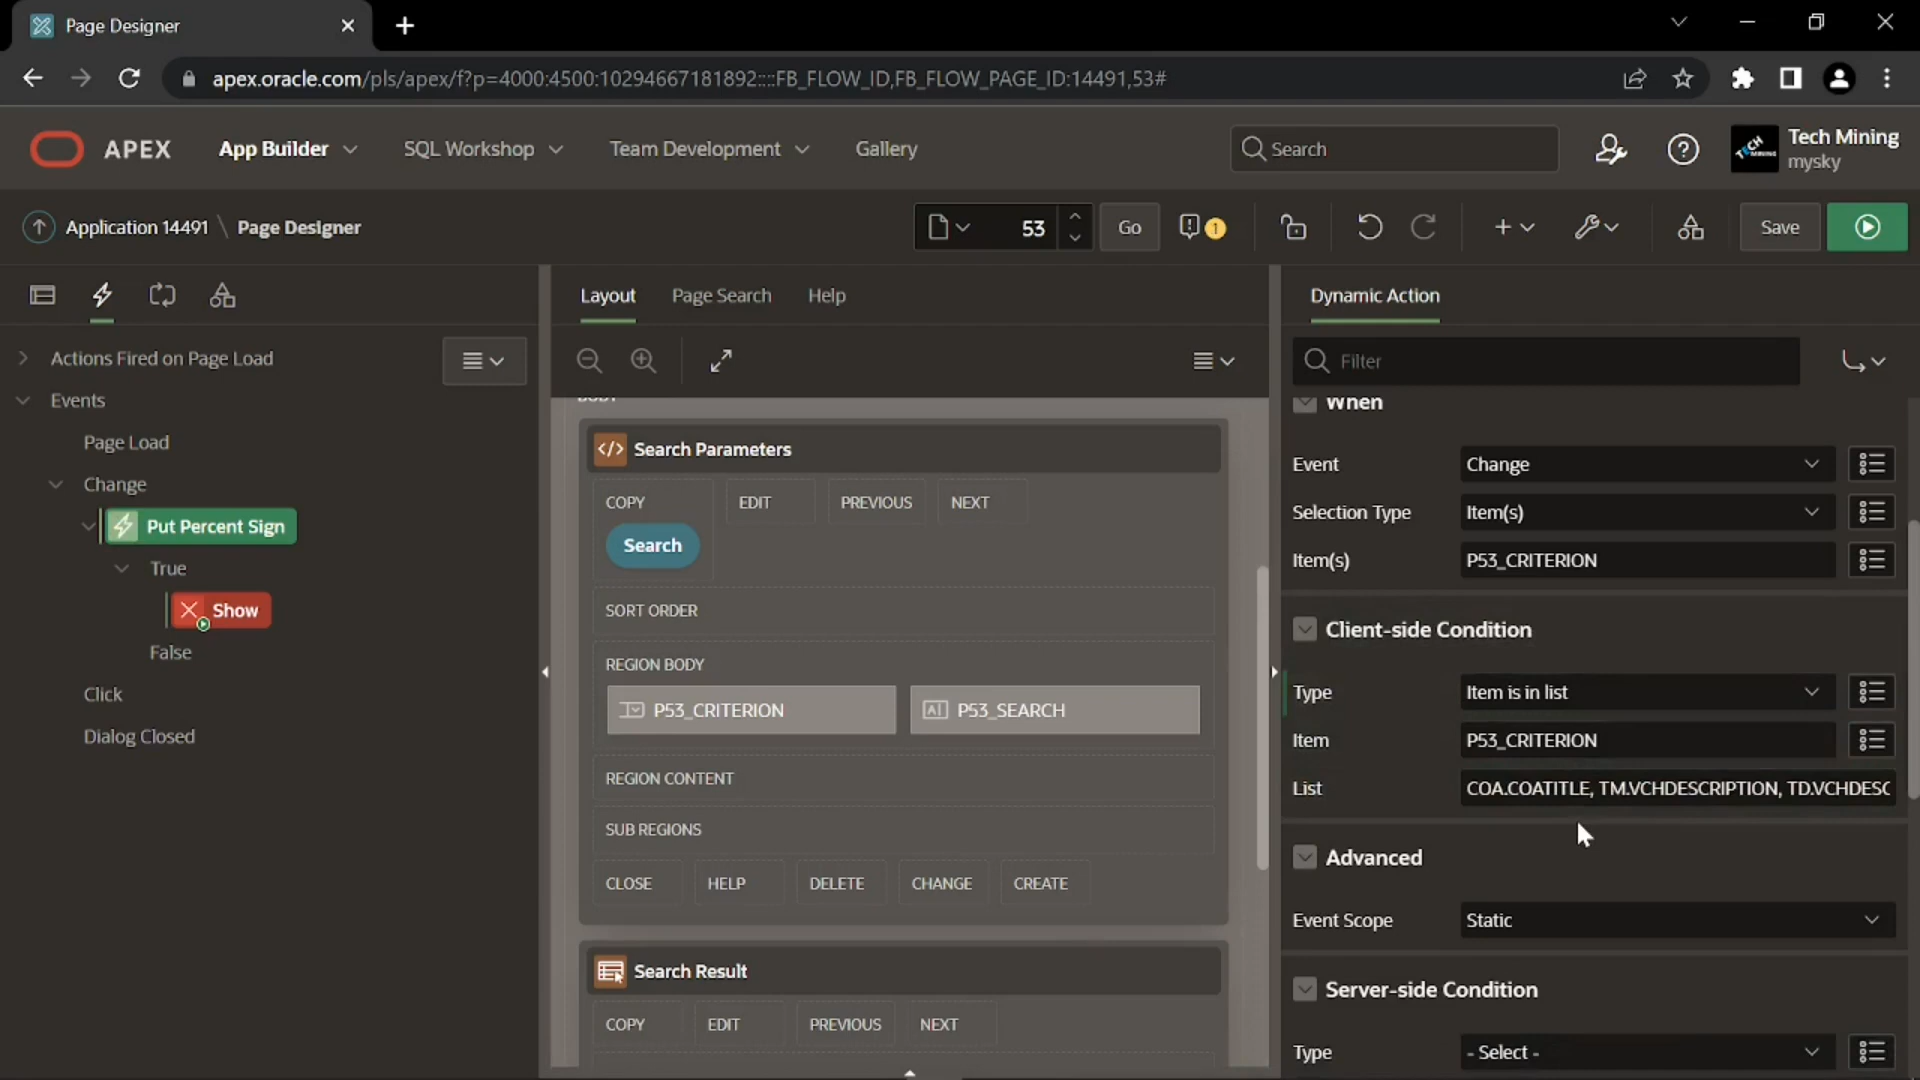 Page Designer
apex.oracle.com/pls/apex/f?p=4000:4500:10294667181892::::FB_FLOW_ID,FB_FLOW_PAGE_ID:14491,53#
APEX
App Builder
SQL Workshop
Team Development
Gallery
Search
TECH MINING
Tech Mining
mysky
Application 14491 \ Page Designer
53
Go
1
Save
Actions Fired on Page Load
Events
Page Load
Change
Put Percent Sign
True
Show
False
Click
Dialog Closed
Layout
Page Search
Help
BODY
Search Parameters
COPY
EDIT
PREVIOUS
NEXT
Search
SORT ORDER
REGION BODY
P53_CRITERION
P53_SEARCH
REGION CONTENT
SUB REGIONS
CLOSE
HELP
DELETE
CHANGE
CREATE
Search Result
COPY
EDIT
PREVIOUS
NEXT
Dynamic Action
Filter
When
Event
Change
Selection Type
Item(s)
Item(s)
P53_CRITERION
Client-side Condition
Type
Item is in list
Item
P53_CRITERION
List
COA.COATITLE, TM.VCHDESCRIPTION, TD.VCHDESC
Advanced
Event Scope
Static
Server-side Condition
Type
- Select -